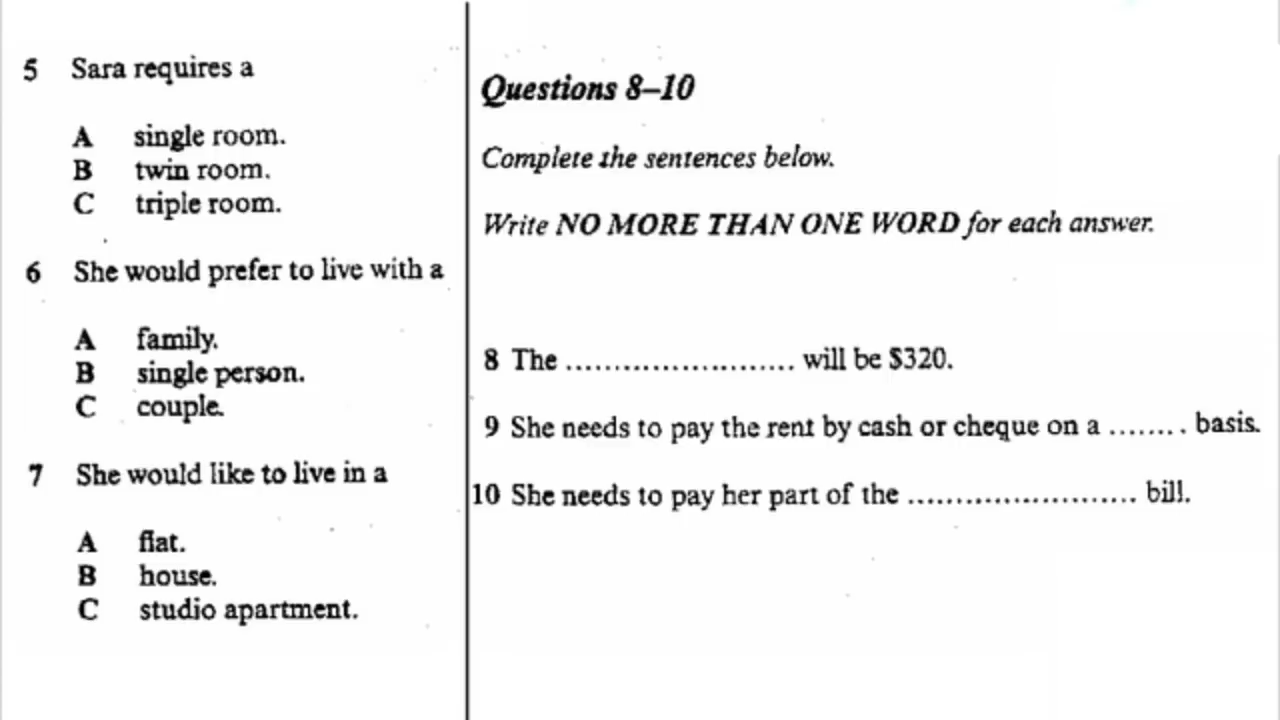 5 Sara requires a
A single room.
B twin room.
C triple room.
6 She would prefer to live with a
A family.
B single person.
C couple.
7 She would like to live in a
A flat.
B house.
C studio apartment.
Questions 8–10
Complete the sentences below.
Write NO MORE THAN ONE WORD for each answer.
8 The ....................... will be $320.
9 She needs to pay the rent by cash or cheque on a ........ basis.
10 She needs to pay her part of the ....................... bill.